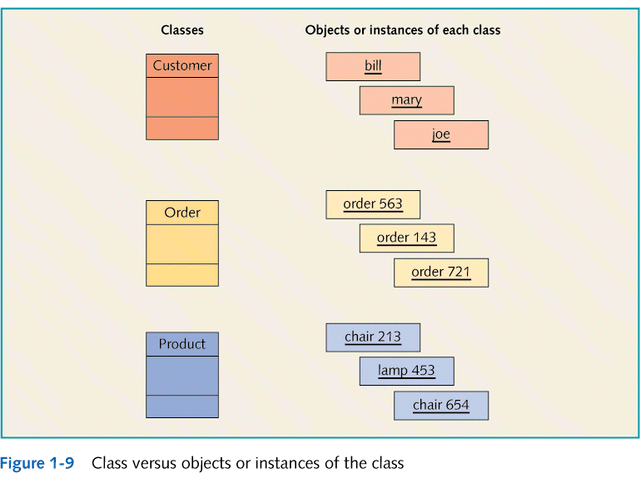 Classes
Objects or instances of each class
Customer
bill
mary
joe
Order
order 563
order 143
order 721
Product
chair 213
lamp 453
chair 654
Figure 1-9 Class versus objects or instances of the class